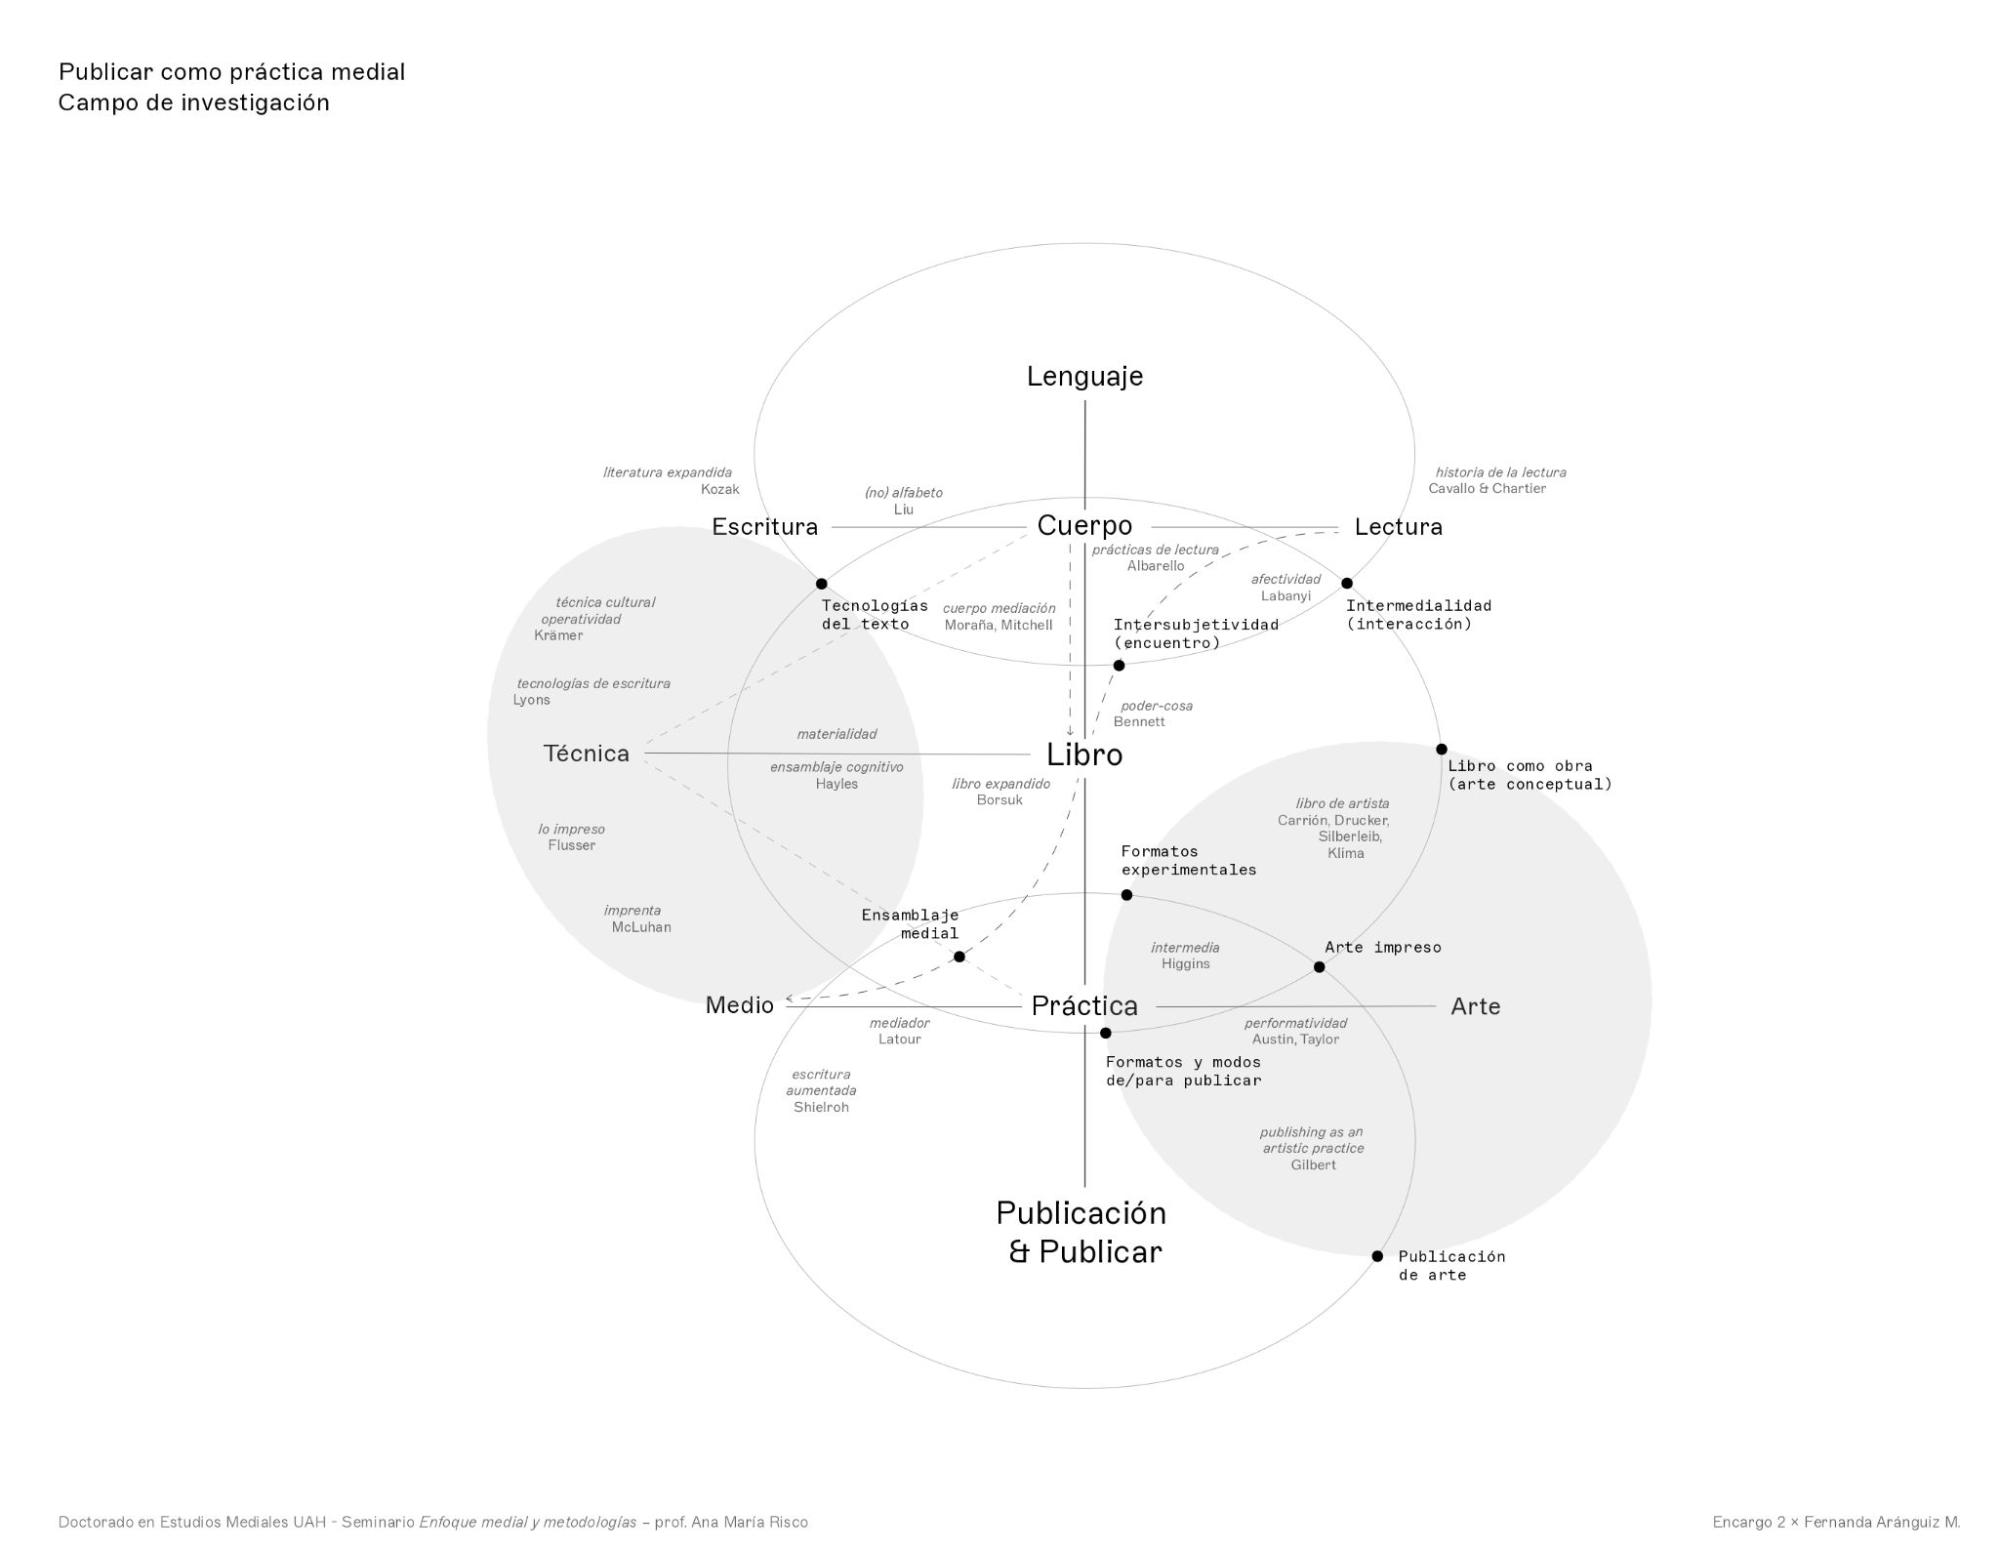 Publicar como práctica medial
Campo de investigación
Lenguaje
literatura expandida
Kozak
(no) alfabeto
Liu
historia de la lectura
Cavallo & Chartier
Escritura
Cuerpo
Lectura
prácticas de lectura
Albarello
afectividad
Labanyi
técnica cultural
operatividad
Krämer
Tecnologías
del texto
cuerpo mediación
Moraña, Mitchell
Intersubjetividad
(encuentro)
Intermedialidad
(interacción)
tecnologías de escritura
Lyons
poder-cosa
Bennett
materialidad
Técnica
Libro
ensamblaje cognitivo
Hayles
libro expandido
Borsuk
Libro como obra
(arte conceptual)
libro de artista
Carrión, Drucker,
Silberleib,
Klima
lo impreso
Flusser
Formatos
experimentales
imprenta
McLuhan
Ensamblaje
medial
intermedia
Higgins
Arte impreso
Medio
Práctica
Arte
mediador
Latour
performatividad
Austin, Taylor
Formatos y modos
de/para publicar
escritura
aumentada
Shielroh
publishing as an
artistic practice
Gilbert
Publicación
& Publicar
Publicación
de arte
Doctorado en Estudios Mediales UAH - Seminario Enfoque medial y metodologías – prof. Ana María Risco
Encargo 2 × Fernanda Aránguiz M.